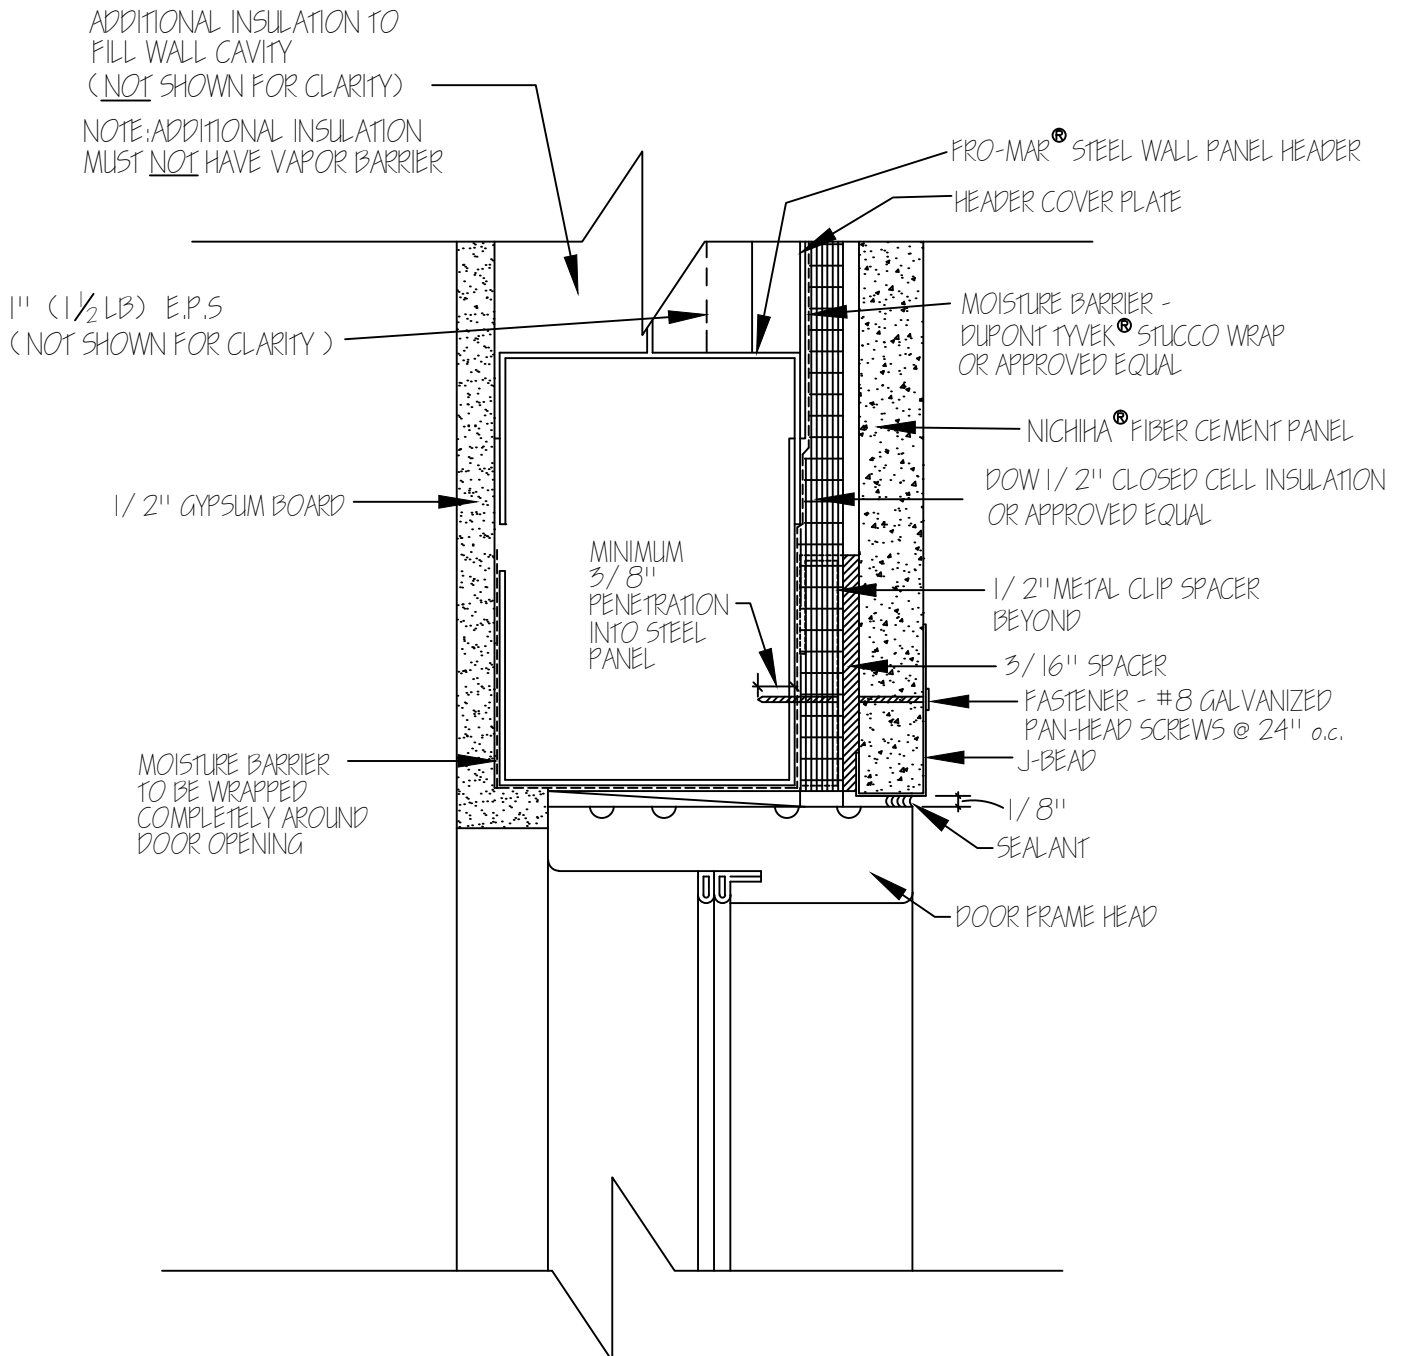 ADDITIONAL INSULATION TO
FILL WALL CAVITY
(NOT SHOWN FOR CLARITY)
NOTE: ADDITIONAL INSULATION
MUST NOT HAVE VAPOR BARRIER
FRO-MAR® STEEL WALL PANEL HEADER
HEADER COVER PLATE
1" (1 1/2 LB) E.P.S
(NOT SHOWN FOR CLARITY)
MOISTURE BARRIER -
DUPONT TYVEK® STUCCO WRAP
OR APPROVED EQUAL
NICHIHA® FIBER CEMENT PANEL
DOW 1/2" CLOSED CELL INSULATION
OR APPROVED EQUAL
1/2" GYPSUM BOARD
MINIMUM
3/8"
PENETRATION
INTO STEEL
PANEL
1/2" METAL CLIP SPACER
BEYOND
3/16" SPACER
FASTENER - #8 GALVANIZED
PAN-HEAD SCREWS @ 24" o.c.
J-BEAD
MOISTURE BARRIER
TO BE WRAPPED
COMPLETELY AROUND
DOOR OPENING
1/8"
SEALANT
DOOR FRAME HEAD